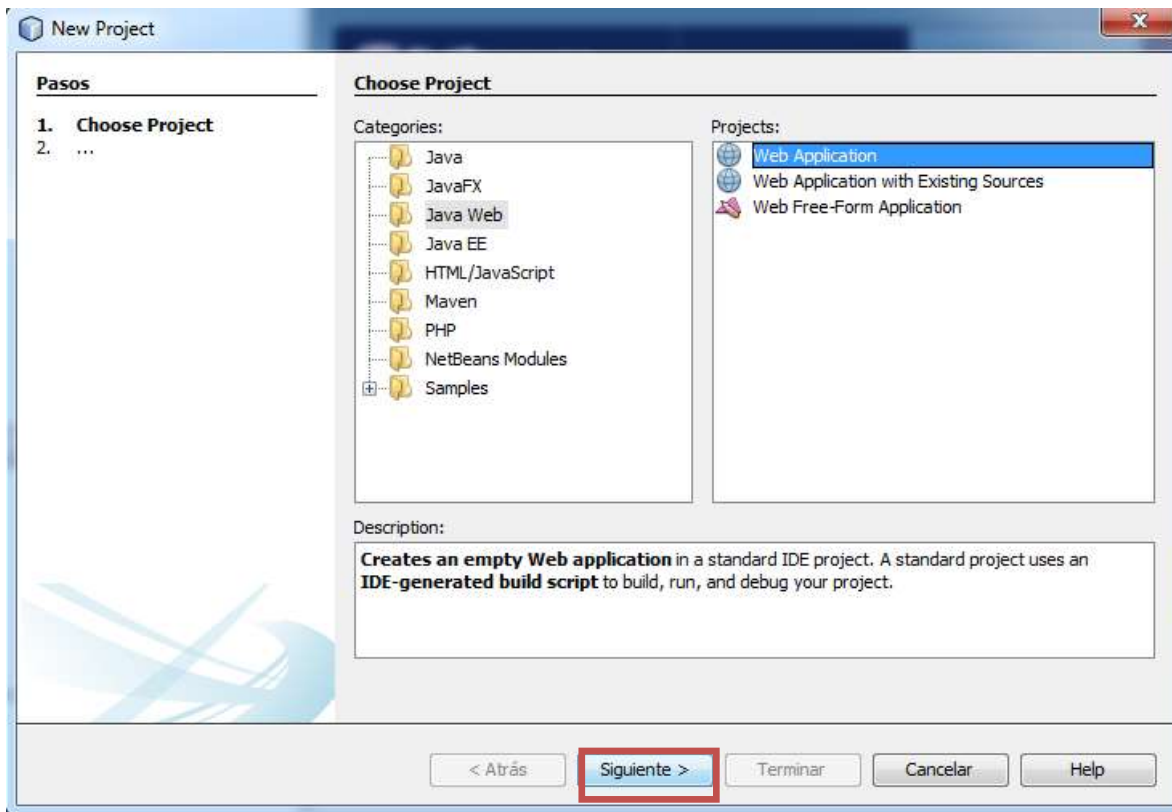 New Project
Pasos
1. Choose Project
2. ...
Choose Project
Categories:
Java
JavaFX
Java Web
Java EE
HTML/JavaScript
Maven
PHP
NetBeans Modules
Samples
Projects:
Web Application
Web Application with Existing Sources
Web Free-Form Application
Description:
Creates an empty Web application in a standard IDE project. A standard project uses an
IDE-generated build script to build, run, and debug your project.
< Atrás
Siguiente >
Terminar
Cancelar
Help